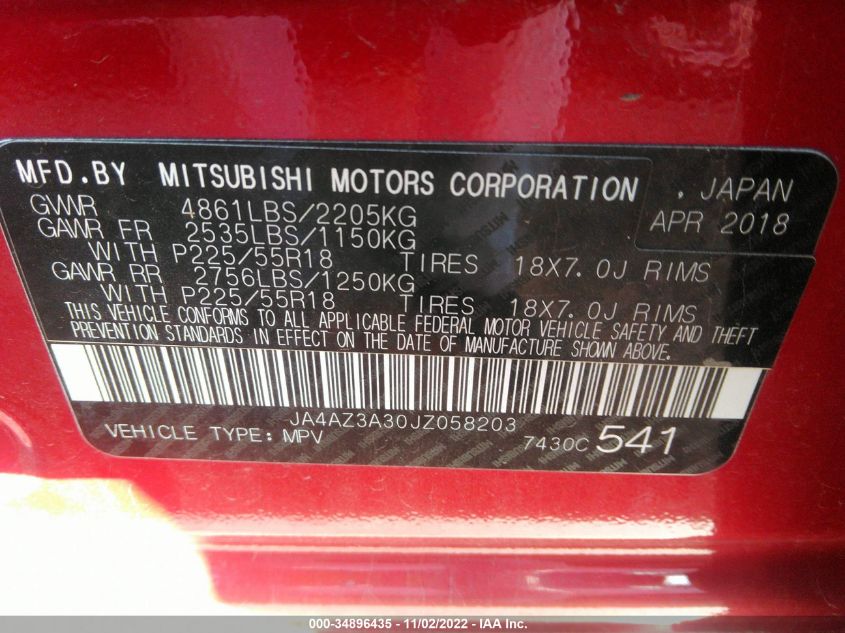 MFD.BY MITSUBISHI MOTORS CORPORATION . JAPAN
GWWR 4861LBS/2205KG APR 2018
GAWR FR 2535LBS/1150KG
WITH P225/55R18 TIRES 18X7.0J RIMS
GAWR RR 2756LBS/1250KG
WITH P225/55R18 TIRES 18X7.0J RIMS
THIS VEHICLE CONFORMS TO ALL APPLICABLE FEDERAL MOTOR VEHICLE SAFETY AND THEFT
PREVENTION STANDARDS IN EFFECT ON THE DATE OF MANUFACTURE SHOWN ABOVE.
JA4AZ3A30JZ058203
VEHICLE TYPE: MPV 7430C 541
000-34896435 - 11/02/2022 - IAA Inc.